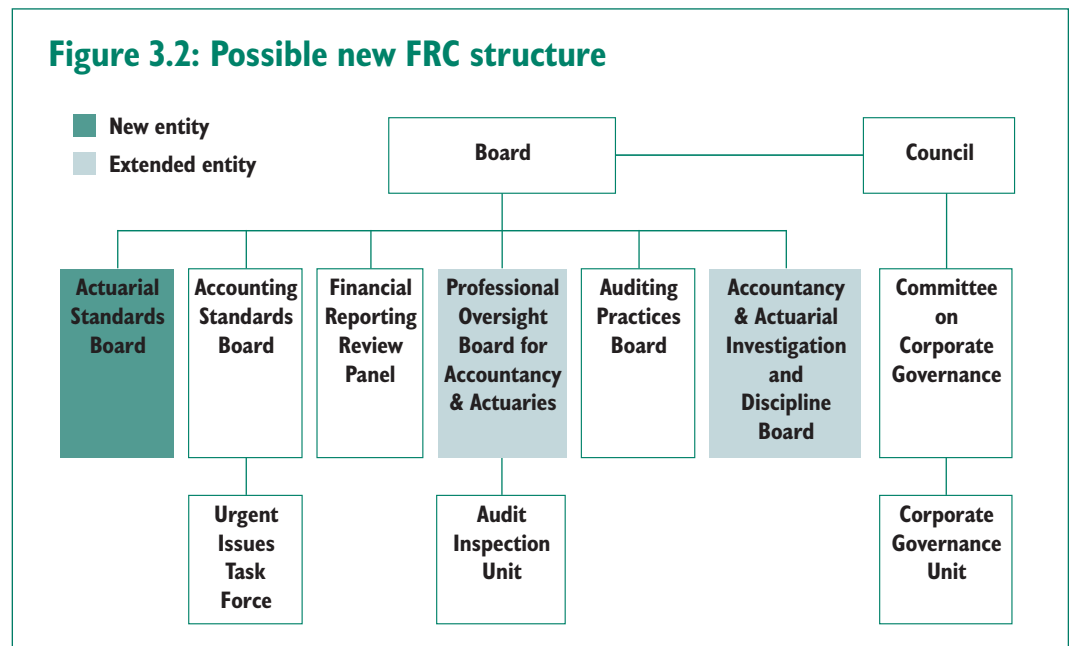 Figure 3.2: Possible new FRC structure
New entity
Extended entity
Board
Council
Actuarial
Standards
Board
Accounting
Standards
Board
Financial
Reporting
Review
Panel
Professional
Oversight
Board for
Accountancy
& Actuaries
Auditing
Practices
Board
Accountancy
& Actuarial
Investigation
and
Discipline
Board
Committee
on
Corporate
Governance
Urgent
Issues
Task
Force
Audit
Inspection
Unit
Corporate
Governance
Unit